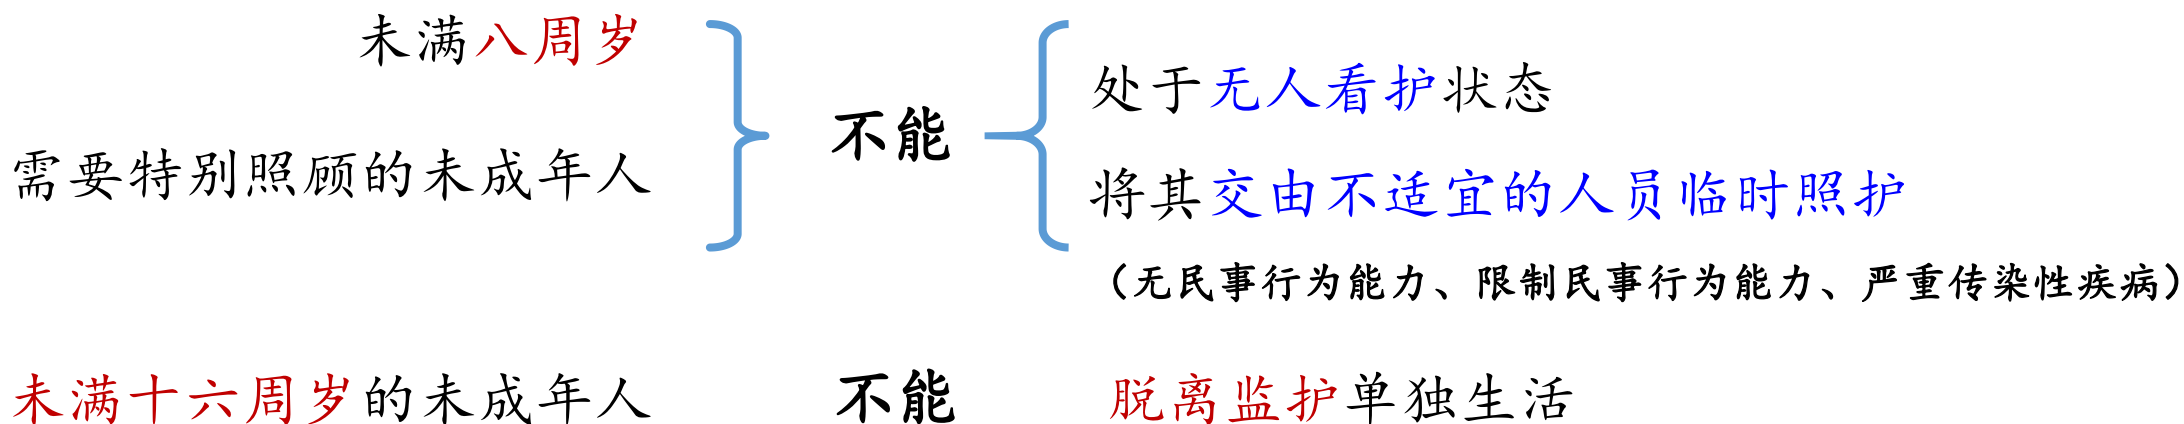 未满八周岁
需要特别照顾的未成年人
不能
处于无人看护状态
将其交由不适宜的人员临时照护
（无民事行为能力、限制民事行为能力、严重传染性疾病）
未满十六周岁的未成年人 不能 脱离监护单独生活